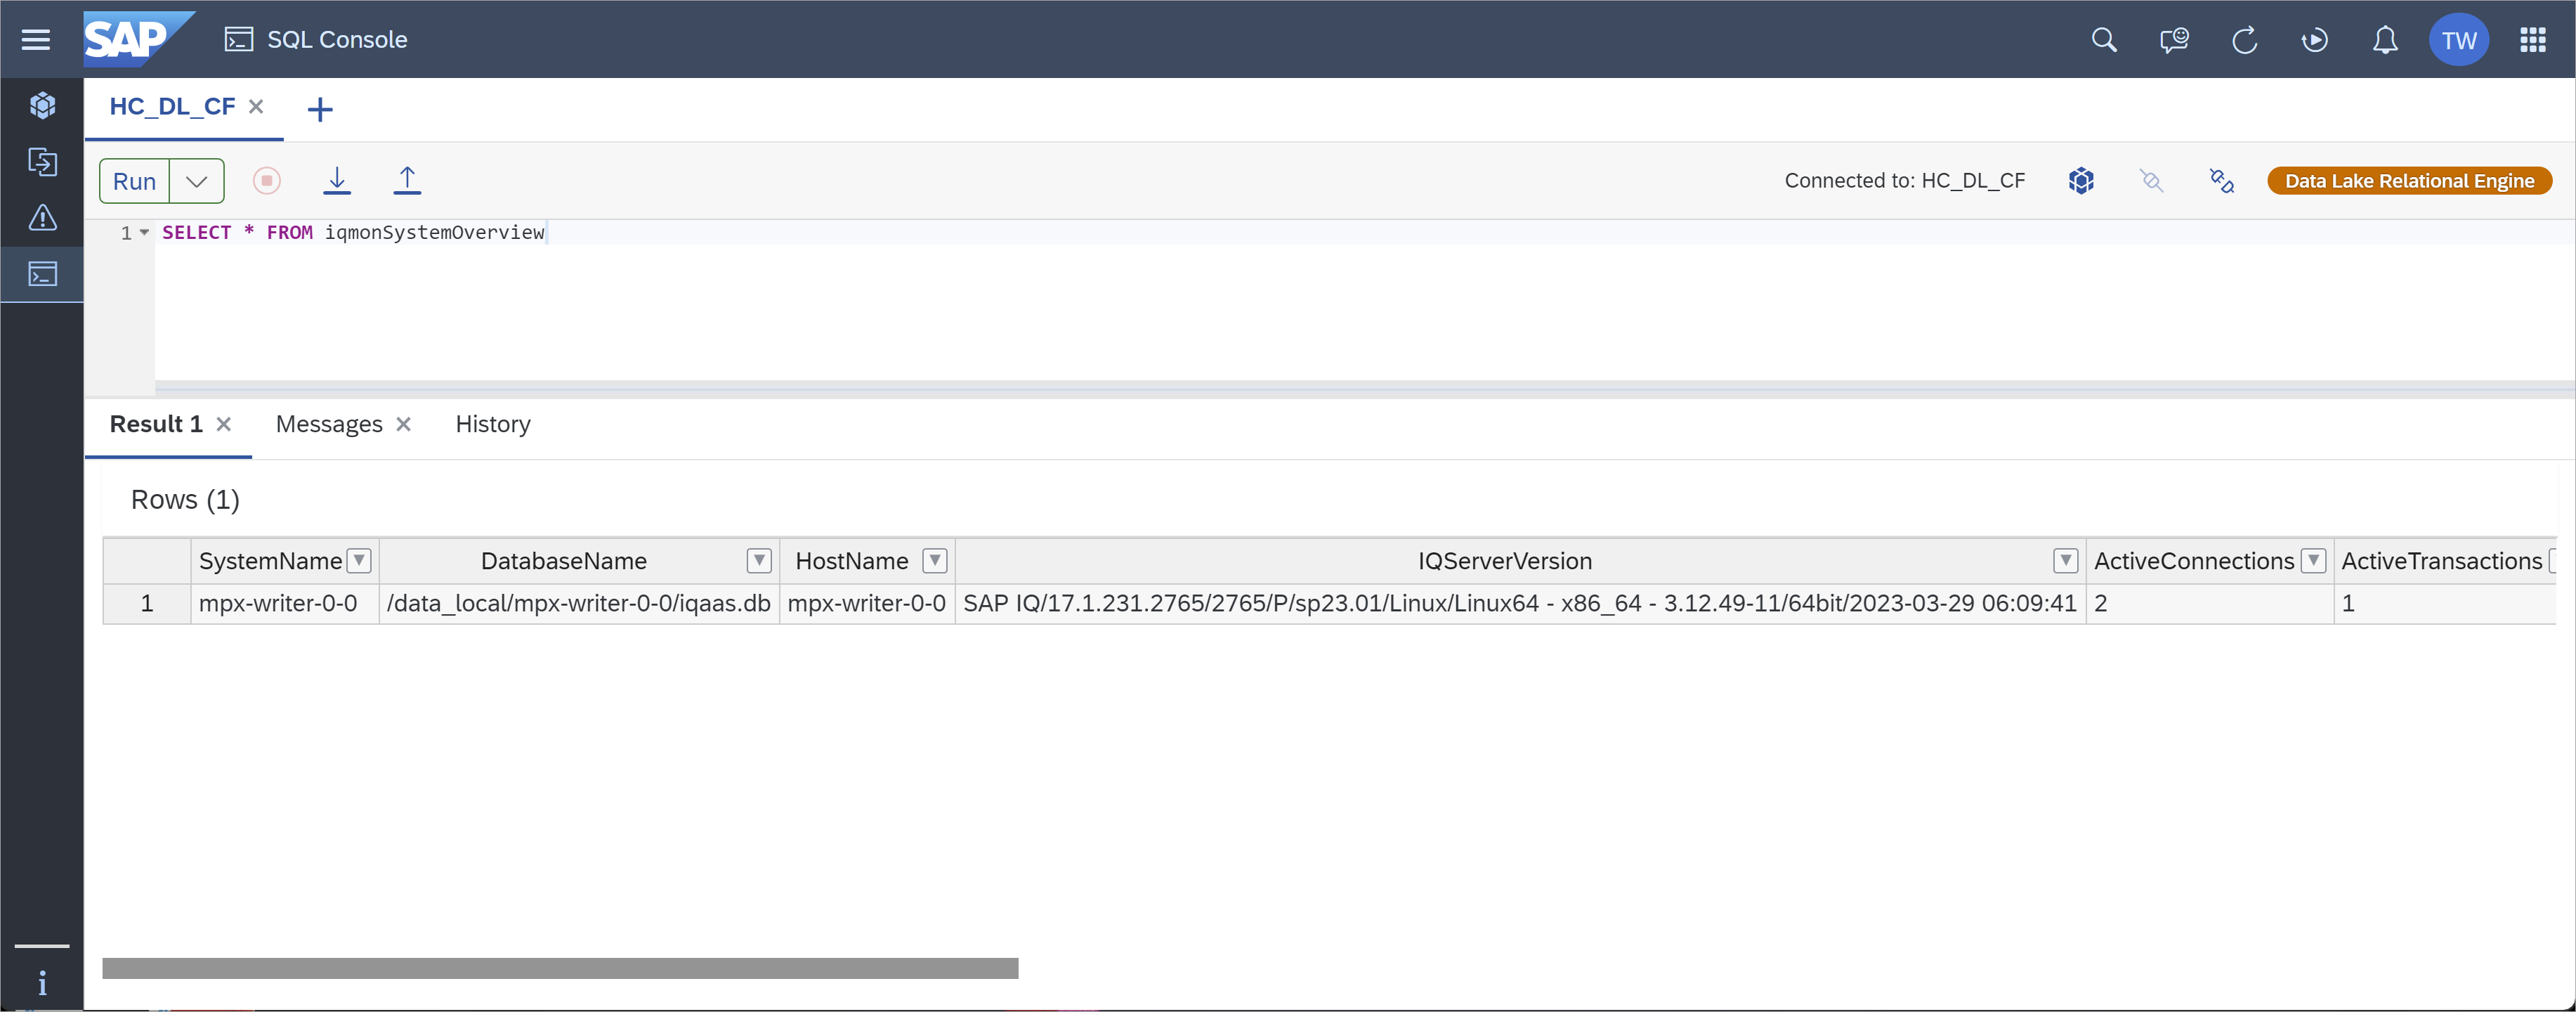 SAP SQL Console TW
HC_DL_CF
Run Connected to: HC_DL_CF Data Lake Relational Engine
1 SELECT * FROM iqmonSystemOverview
Result 1 Messages History
Rows (1)
SystemName DatabaseName HostName IQServerVersion ActiveConnections ActiveTransactions
1 mpx-writer-0-0 /data_local/mpx-writer-0-0/iqaas.db mpx-writer-0-0 SAP IQ/17.1.231.2765/2765/P/sp23.01/Linux/Linux64 - x86_64 - 3.12.49-11/64bit/2023-03-29 06:09:41 2 1